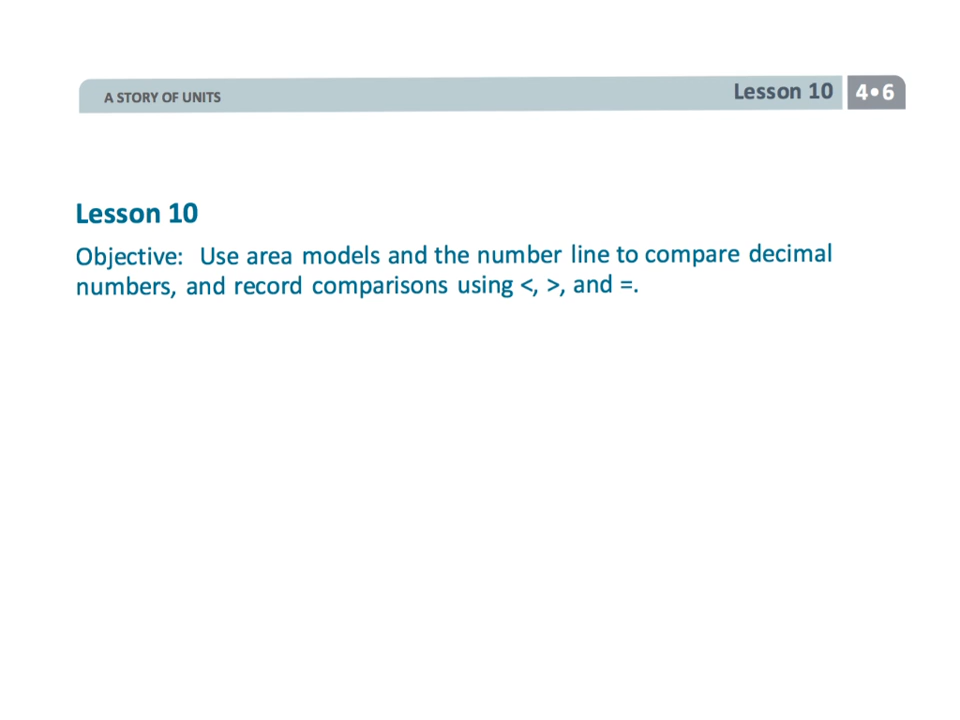 A STORY OF UNITS
Lesson 10 4•6
Lesson 10
Objective: Use area models and the number line to compare decimal
numbers, and record comparisons using <, >, and =.